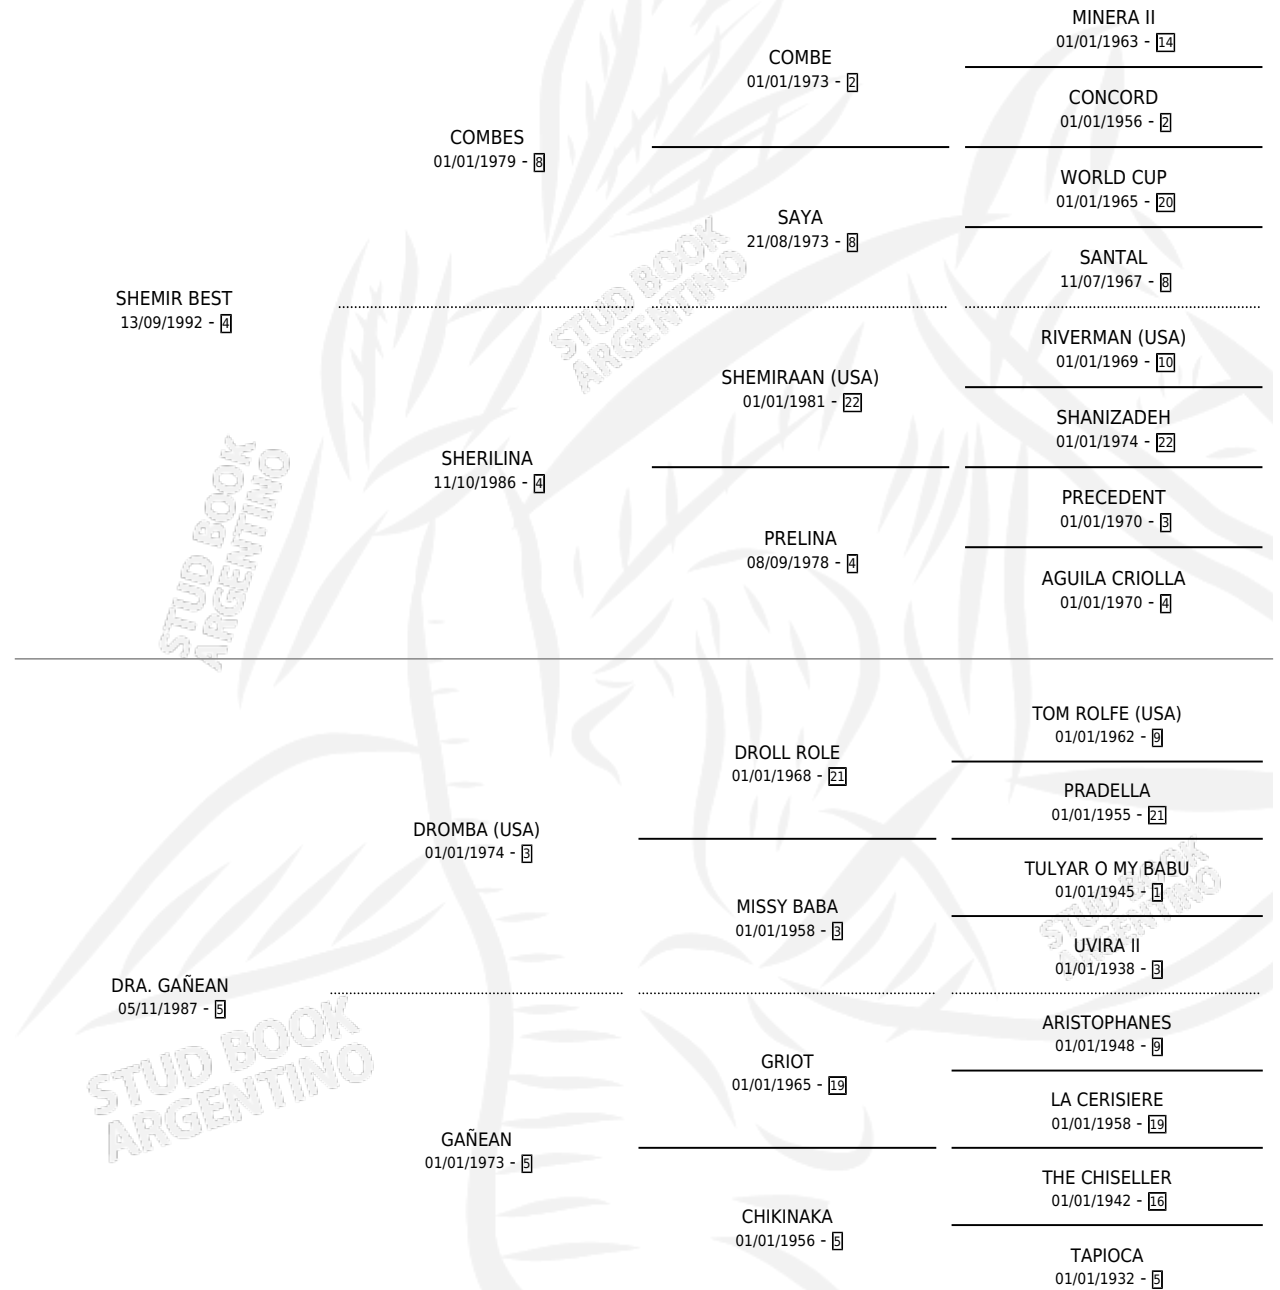 MINERA II
01/01/1963 - 14
COMBE
01/01/1973 - 2
CONCORD
01/01/1956 - 2
COMBES
01/01/1979 - 8
WORLD CUP
01/01/1965 - 20
SAYA
21/08/1973 - 8
SANTAL
11/07/1967 - 8
SHEMIR BEST
13/09/1992 - 4
RIVERMAN (USA)
01/01/1969 - 10
SHEMIRAAN (USA)
01/01/1981 - 22
SHANIZADEH
01/01/1974 - 22
SHERILINA
11/10/1986 - 4
PRECEDENT
01/01/1970 - 3
PRELINA
08/09/1978 - 4
AGUILA CRIOLLA
01/01/1970 - 4
TOM ROLFE (USA)
01/01/1962 - 9
DROLL ROLE
01/01/1968 - 21
PRADELLA
01/01/1955 - 21
DROMBA (USA)
01/01/1974 - 3
TULYAR O MY BABU
01/01/1945 - 1
MISSY BABA
01/01/1958 - 3
UVIRA II
01/01/1938 - 3
DRA. GAÑEAN
05/11/1987 - 5
ARISTOPHANES
01/01/1948 - 9
GRIOT
01/01/1965 - 19
LA CERISIERE
01/01/1958 - 19
GAÑEAN
01/01/1973 - 5
THE CHISELLER
01/01/1942 - 16
CHIKINAKA
01/01/1956 - 5
TAPIOCA
01/01/1932 - 5
STUD BOOK
ARGENTINO
STUD BOOK
ARGENTINO
STUD BOOK
ARGENTINO
STUD BOOK
ARGENTINO